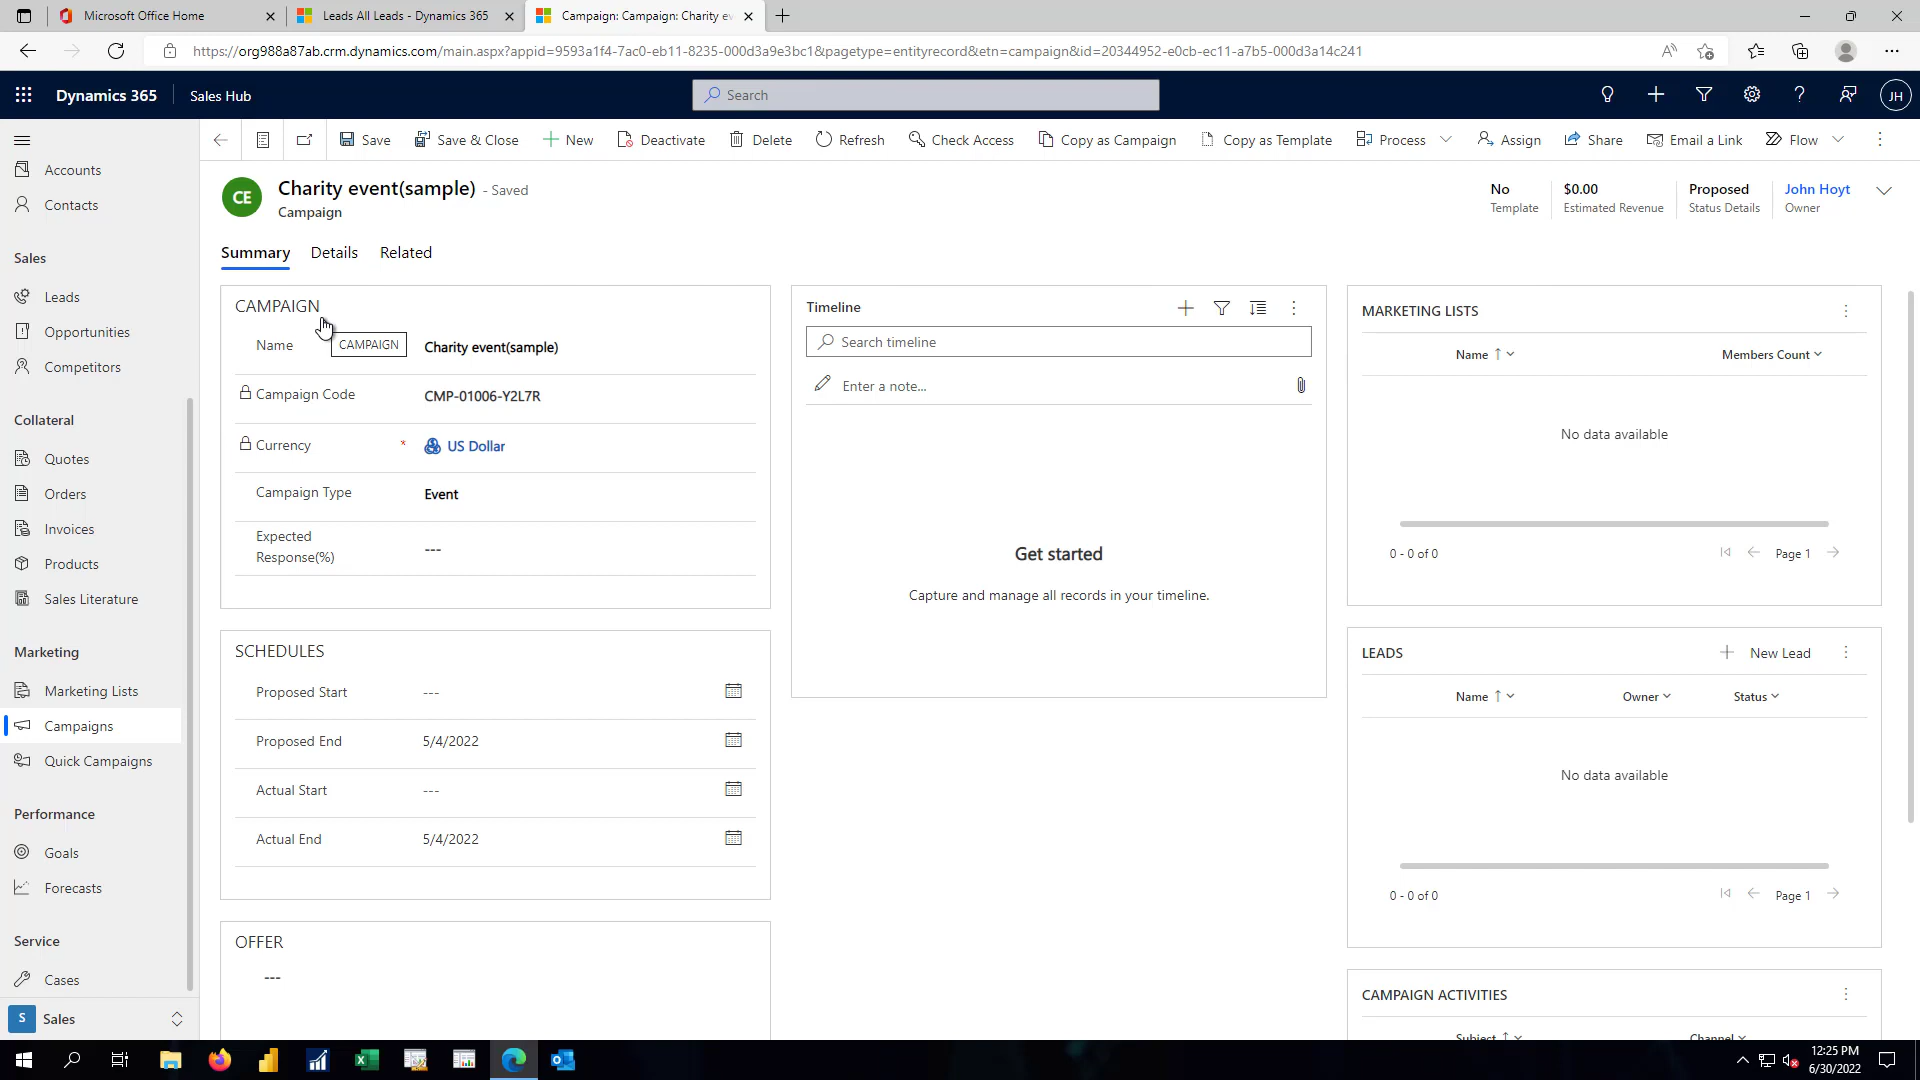 Microsoft Office Home
Leads All Leads - Dynamics 365
Campaign: Campaign: Charity ev
https://org988a87ab.crm.dynamics.com/main.aspx?appid=9593a1f4-7ac0-eb11-8235-000d3a9e3bc1&pagetype=entityrecord&etn=campaign&id=20344952-e0cb-ec11-a7b5-000d3a14c241
Dynamics 365
Sales Hub
Search
JH
Save
Save & Close
New
Deactivate
Delete
Refresh
Check Access
Copy as Campaign
Copy as Template
Process
Assign
Share
Email a Link
Flow
Accounts
Contacts
Sales
Leads
Opportunities
Competitors
Collateral
Quotes
Orders
Invoices
Products
Sales Literature
Marketing
Marketing Lists
Campaigns
Quick Campaigns
Performance
Goals
Forecasts
Service
Cases
S
Sales
CE
Charity event(sample) - Saved
Campaign
No
Template
$0.00
Estimated Revenue
Proposed
Status Details
John Hoyt
Owner
Summary
Details
Related
CAMPAIGN
Name
CAMPAIGN
Charity event(sample)
Campaign Code
CMP-01006-Y2L7R
Currency
*
US Dollar
Campaign Type
Event
Expected
Response(%)
---
SCHEDULES
Proposed Start
---
Proposed End
5/4/2022
Actual Start
---
Actual End
5/4/2022
OFFER
---
Timeline
Search timeline
Enter a note...
Get started
Capture and manage all records in your timeline.
MARKETING LISTS
Name
Members Count
No data available
0 - 0 of 0
Page 1
LEADS
New Lead
Name
Owner
Status
No data available
0 - 0 of 0
Page 1
CAMPAIGN ACTIVITIES
Subject
Channel
12:25 PM
6/30/2022